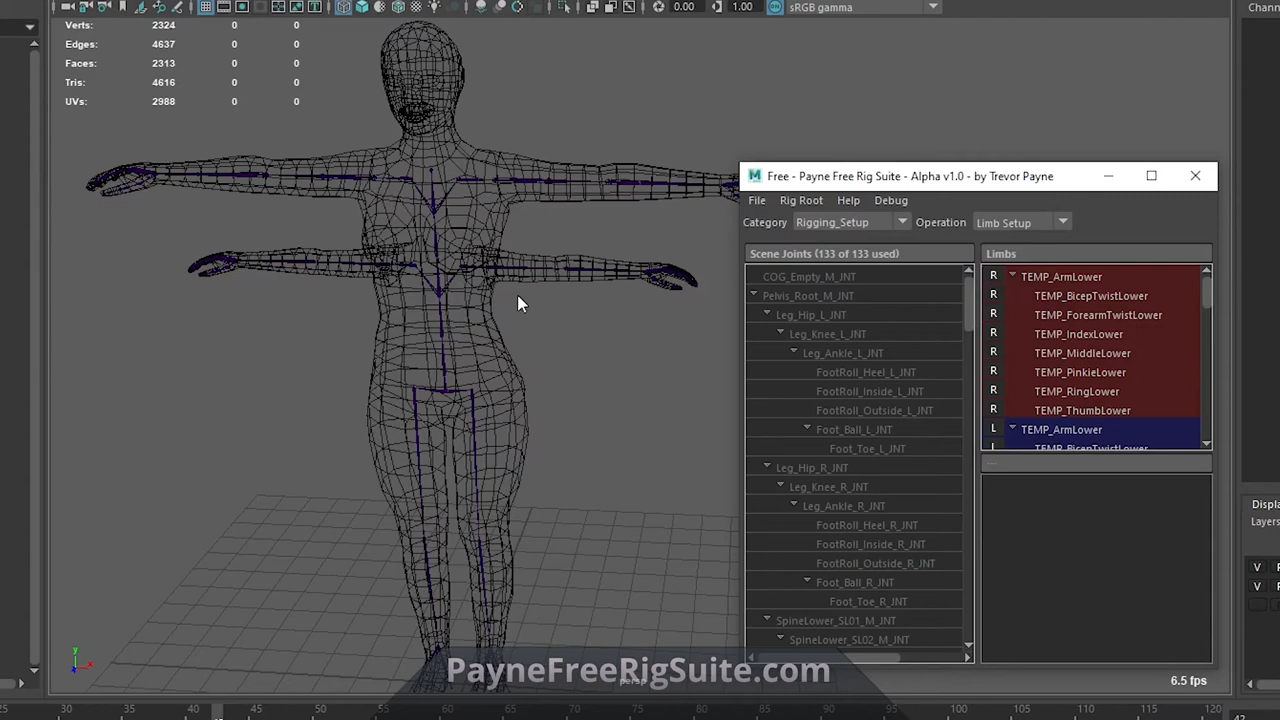 0.00
1.00
sRGB gamma
Chann
Verts: 2324 0 0
Edges: 4637 0 0
Faces: 2313 0 0
Tris: 4616 0 0
UVs: 2988 0 0
Free - Payne Free Rig Suite - Alpha v1.0 - by Trevor Payne
File Rig Root Help Debug
Category Rigging_Setup Operation Limb Setup
Scene Joints (133 of 133 used)
COG_Empty_M_JNT
Pelvis_Root_M_JNT
Leg_Hip_L_JNT
Leg_Knee_L_JNT
Leg_Ankle_L_JNT
FootRoll_Heel_L_JNT
FootRoll_Inside_L_JNT
FootRoll_Outside_L_JNT
Foot_Ball_L_JNT
Foot_Toe_L_JNT
Leg_Hip_R_JNT
Leg_Knee_R_JNT
Leg_Ankle_R_JNT
FootRoll_Heel_R_JNT
FootRoll_Inside_R_JNT
FootRoll_Outside_R_JNT
Foot_Ball_R_JNT
Foot_Toe_R_JNT
SpineLower_SL01_M_JNT
SpineLower_SL02_M_JNT
Limbs
R TEMP_ArmLower
R TEMP_BicepTwistLower
R TEMP_ForearmTwistLower
R TEMP_IndexLower
R TEMP_MiddleLower
R TEMP_PinkieLower
R TEMP_RingLower
R TEMP_ThumbLower
L TEMP_ArmLower
L TEMP_BicepTwistLower
Displa
Layers
V
V
PayneFreeRigSuite.com
persp
6.5 fps
y
x
z
25 30 35 40 45 50 55 60 65 70 75 80 85 90 95 100 105 110 115 120
42